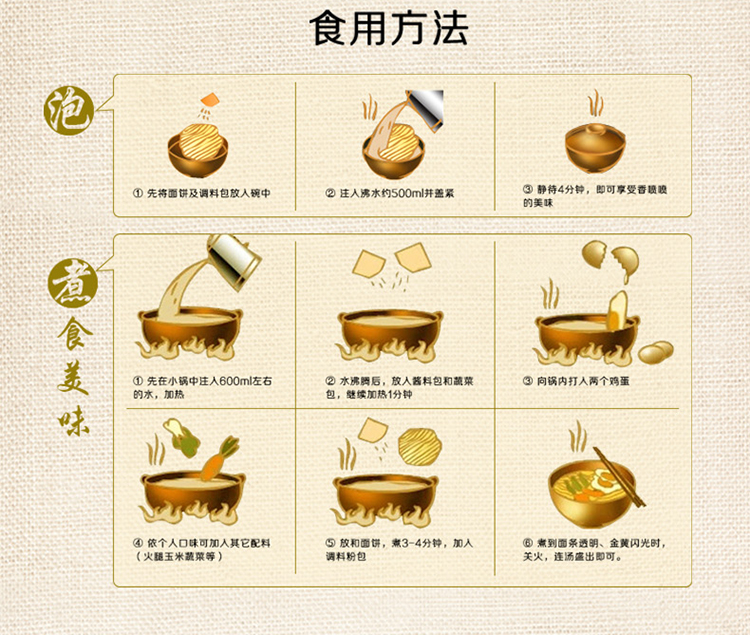 食用方法
泡
① 先将面饼及调料包放入碗中
② 注入沸水约500ml并盖紧
③ 静待4分钟，即可享受香喷喷
的美味
煮
食
美
味
① 先在小锅中注入600ml左右
的水，加热
② 水沸腾后，放入酱料包和蔬菜
包，继续加热1分钟
③ 向锅内打入两个鸡蛋
④ 依个人口味可加入其它配料
（火腿玉米蔬菜等）
⑤ 放和面饼，煮3-4分钟，加入
调料粉包
⑥ 煮到面条透明、金黄闪光时，
关火，连汤盛出即可。